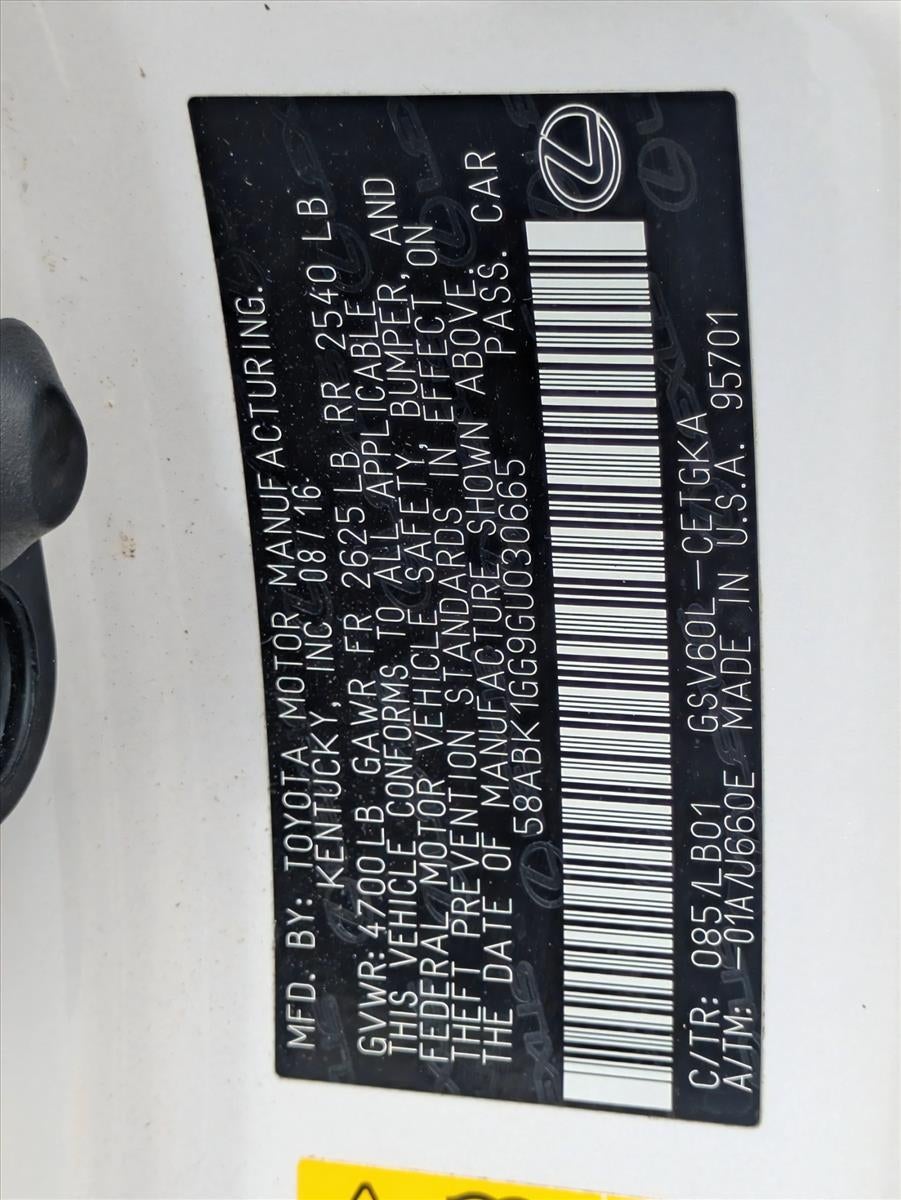 MFD. BY: TOYOTA MOTOR MANUFACTURING.
KENTUCKY, INC 08/16
GVWR: 4700LB GAWR FR 2625LB RR 2540LB
THIS VEHICLE CONFORMS TO ALL APPLICABLE
FEDERAL MOTOR VEHICLE SAFETY, BUMPER, AND
THEFT PREVENTION STANDARDS IN EFFECT ON
THE DATE OF MANUFACTURE SHOWN ABOVE.
58ABK1GG9GU030665 PASS. CAR
C/TR: 085/LB01 GSV60L-CETGKA
A/TM: -01A/U660E MADE IN U.S.A. 95701